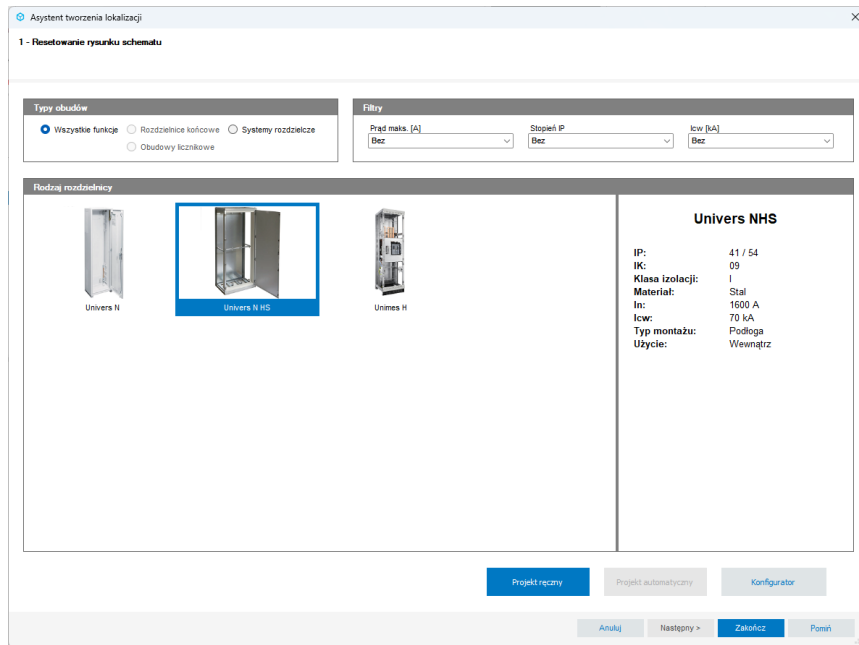 Asystent tworzenia lokalizacji
1 - Resetowanie rysunku schematu
Typy obudów
Wszystkie funkcje
Rozdzielnice końcowe
Systemy rozdzielcze
Obudowy licznikowe
Filtry
Prąd maks. [A]
Stopień IP
Icw [kA]
Bez
Bez
Bez
Rodzaj rozdzielnicy
Univers N
Univers N HS
Unimes H
Univers NHS
IP: 41 / 54
IK: 09
Klasa izolacji: I
Materiał: Stal
In: 1600 A
Icw: 70 kA
Typ montażu: Podłoga
Użycie: Wewnątrz
Projekt ręczny
Projekt automatyczny
Konfigurator
Anuluj
Następny >
Zakończ
Pomiń